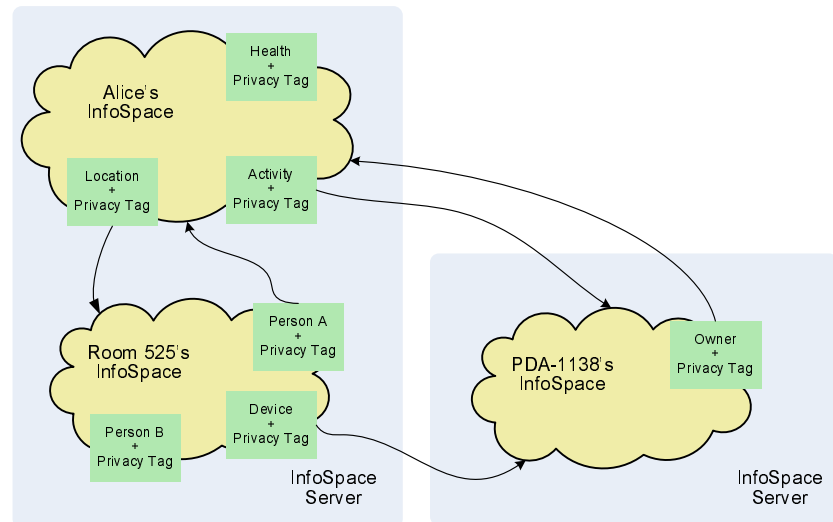 Health
+
Privacy Tag
Alice's
InfoSpace
Location
+
Privacy Tag
Activity
+
Privacy Tag
Person A
+
Privacy Tag
Room 525's
InfoSpace
Device
+
Privacy Tag
Person B
+
Privacy Tag
InfoSpace
Server
Owner
+
Privacy Tag
PDA-1138's
InfoSpace
InfoSpace
Server